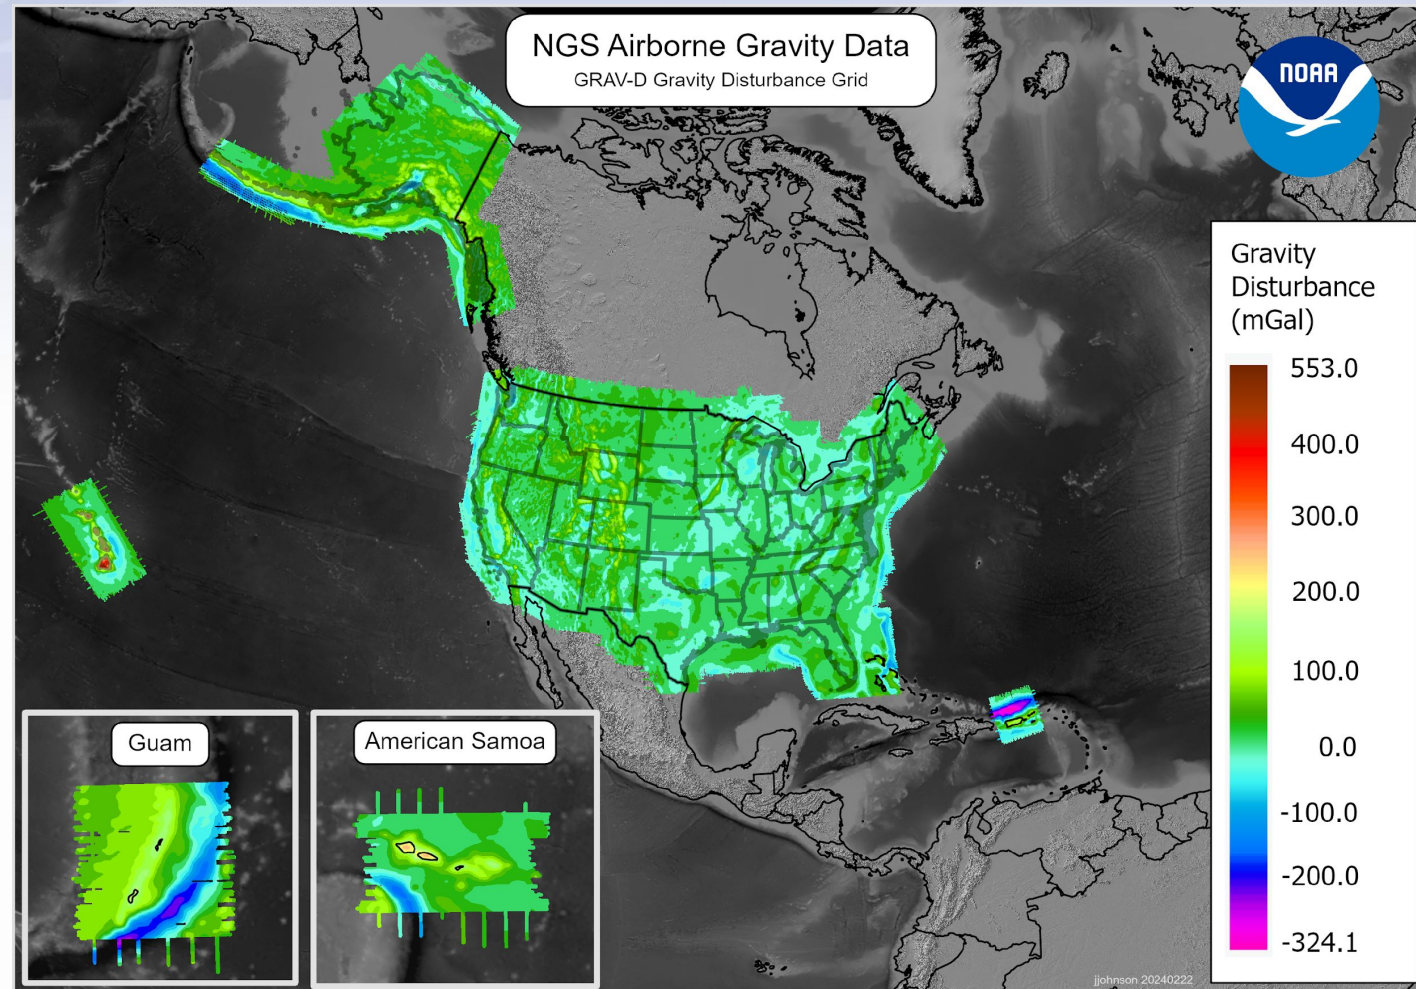 NGS Airborne Gravity Data
GRAV-D Gravity Disturbance Grid
NOAA
Gravity
Disturbance
(mGal)
553.0
400.0
300.0
200.0
100.0
0.0
-100.0
-200.0
-324.1
Guam
American Samoa
jjohnson 20240222